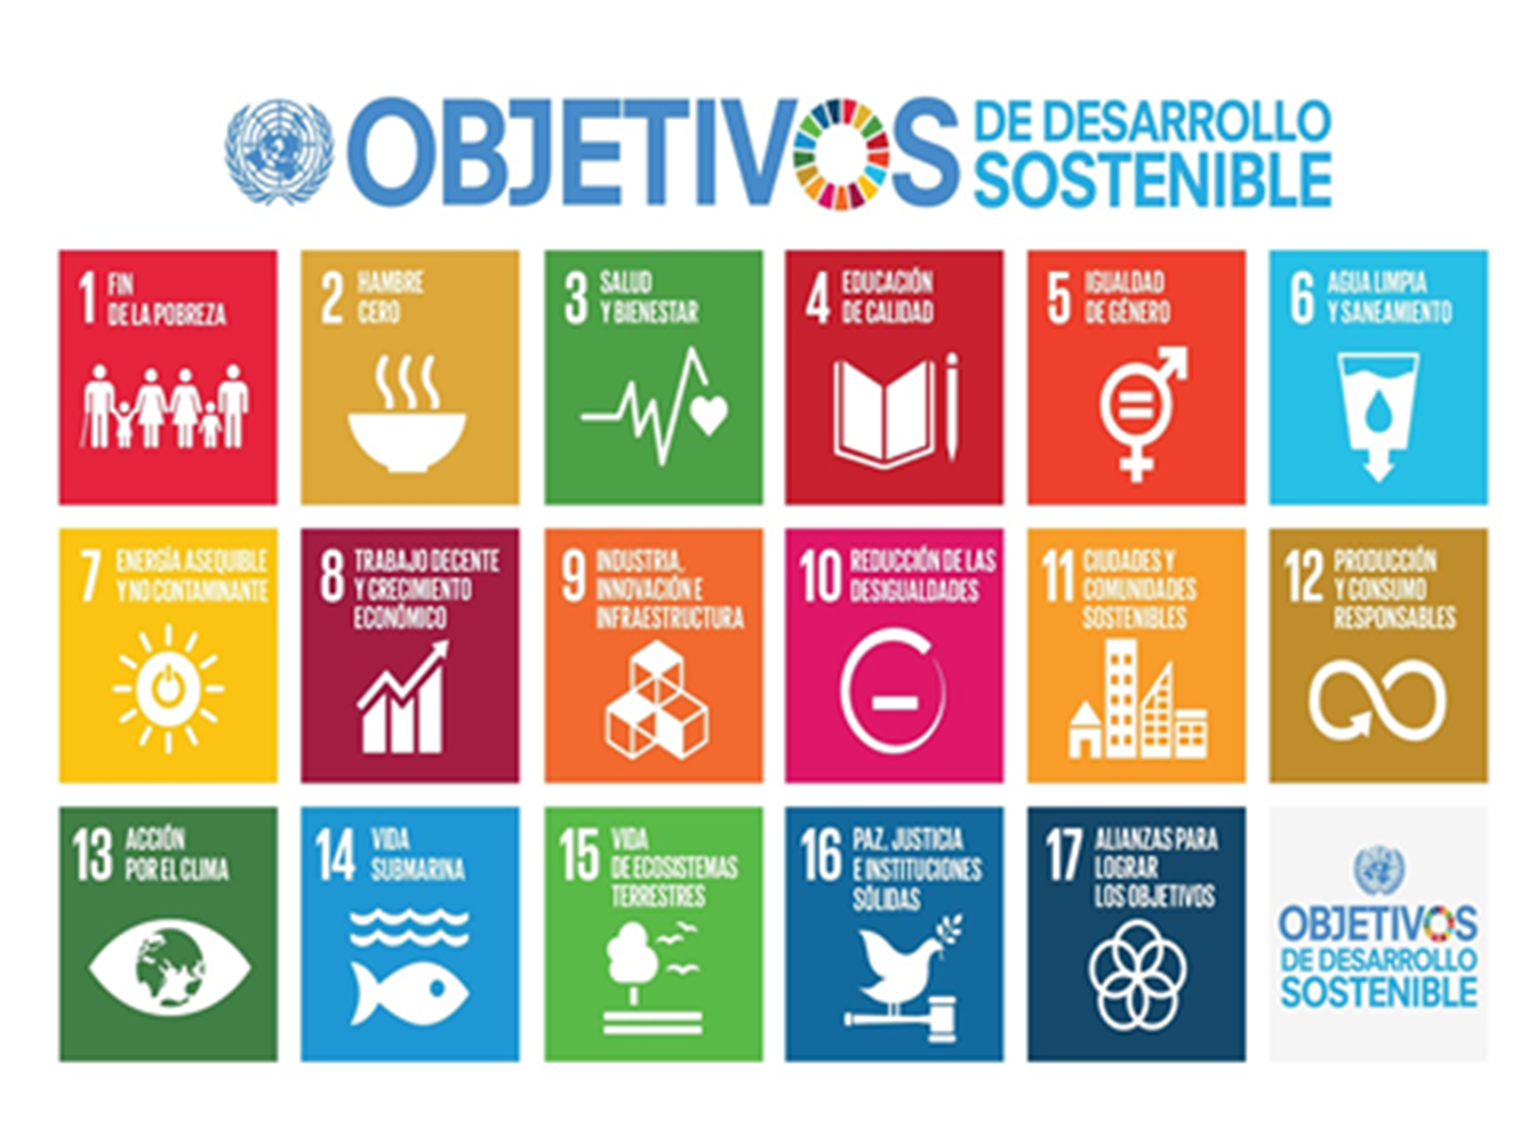 OBJETIVOS
DE DESARROLLO
SOSTENIBLE
1 FIN
DE LA POBREZA
2 HAMBRE
CERO
3 SALUD
Y BIENESTAR
4 EDUCACIÓN
DE CALIDAD
5 IGUALDAD
DE GÉNERO
6 AGUA LIMPIA
Y SANEAMIENTO
7 ENERGÍA ASEQUIBLE
Y NO CONTAMINANTE
8 TRABAJO DECENTE
Y CRECIMIENTO
ECONÓMICO
9 INDUSTRIA,
INNOVACIÓN E
INFRAESTRUCTURA
10 REDUCCIÓN DE LAS
DESIGUALDADES
11 CIUDADES Y
COMUNIDADES
SOSTENIBLES
12 PRODUCCIÓN
Y CONSUMO
RESPONSABLES
13 ACCIÓN
POR EL CLIMA
14 VIDA
SUBMARINA
15 VIDA
DE ECOSISTEMAS
TERRESTRES
16 PAZ, JUSTICIA
E INSTITUCIONES
SÓLIDAS
17 ALIANZAS PARA
LOGRAR
LOS OBJETIVOS
OBJETIVOS
DE DESARROLLO
SOSTENIBLE